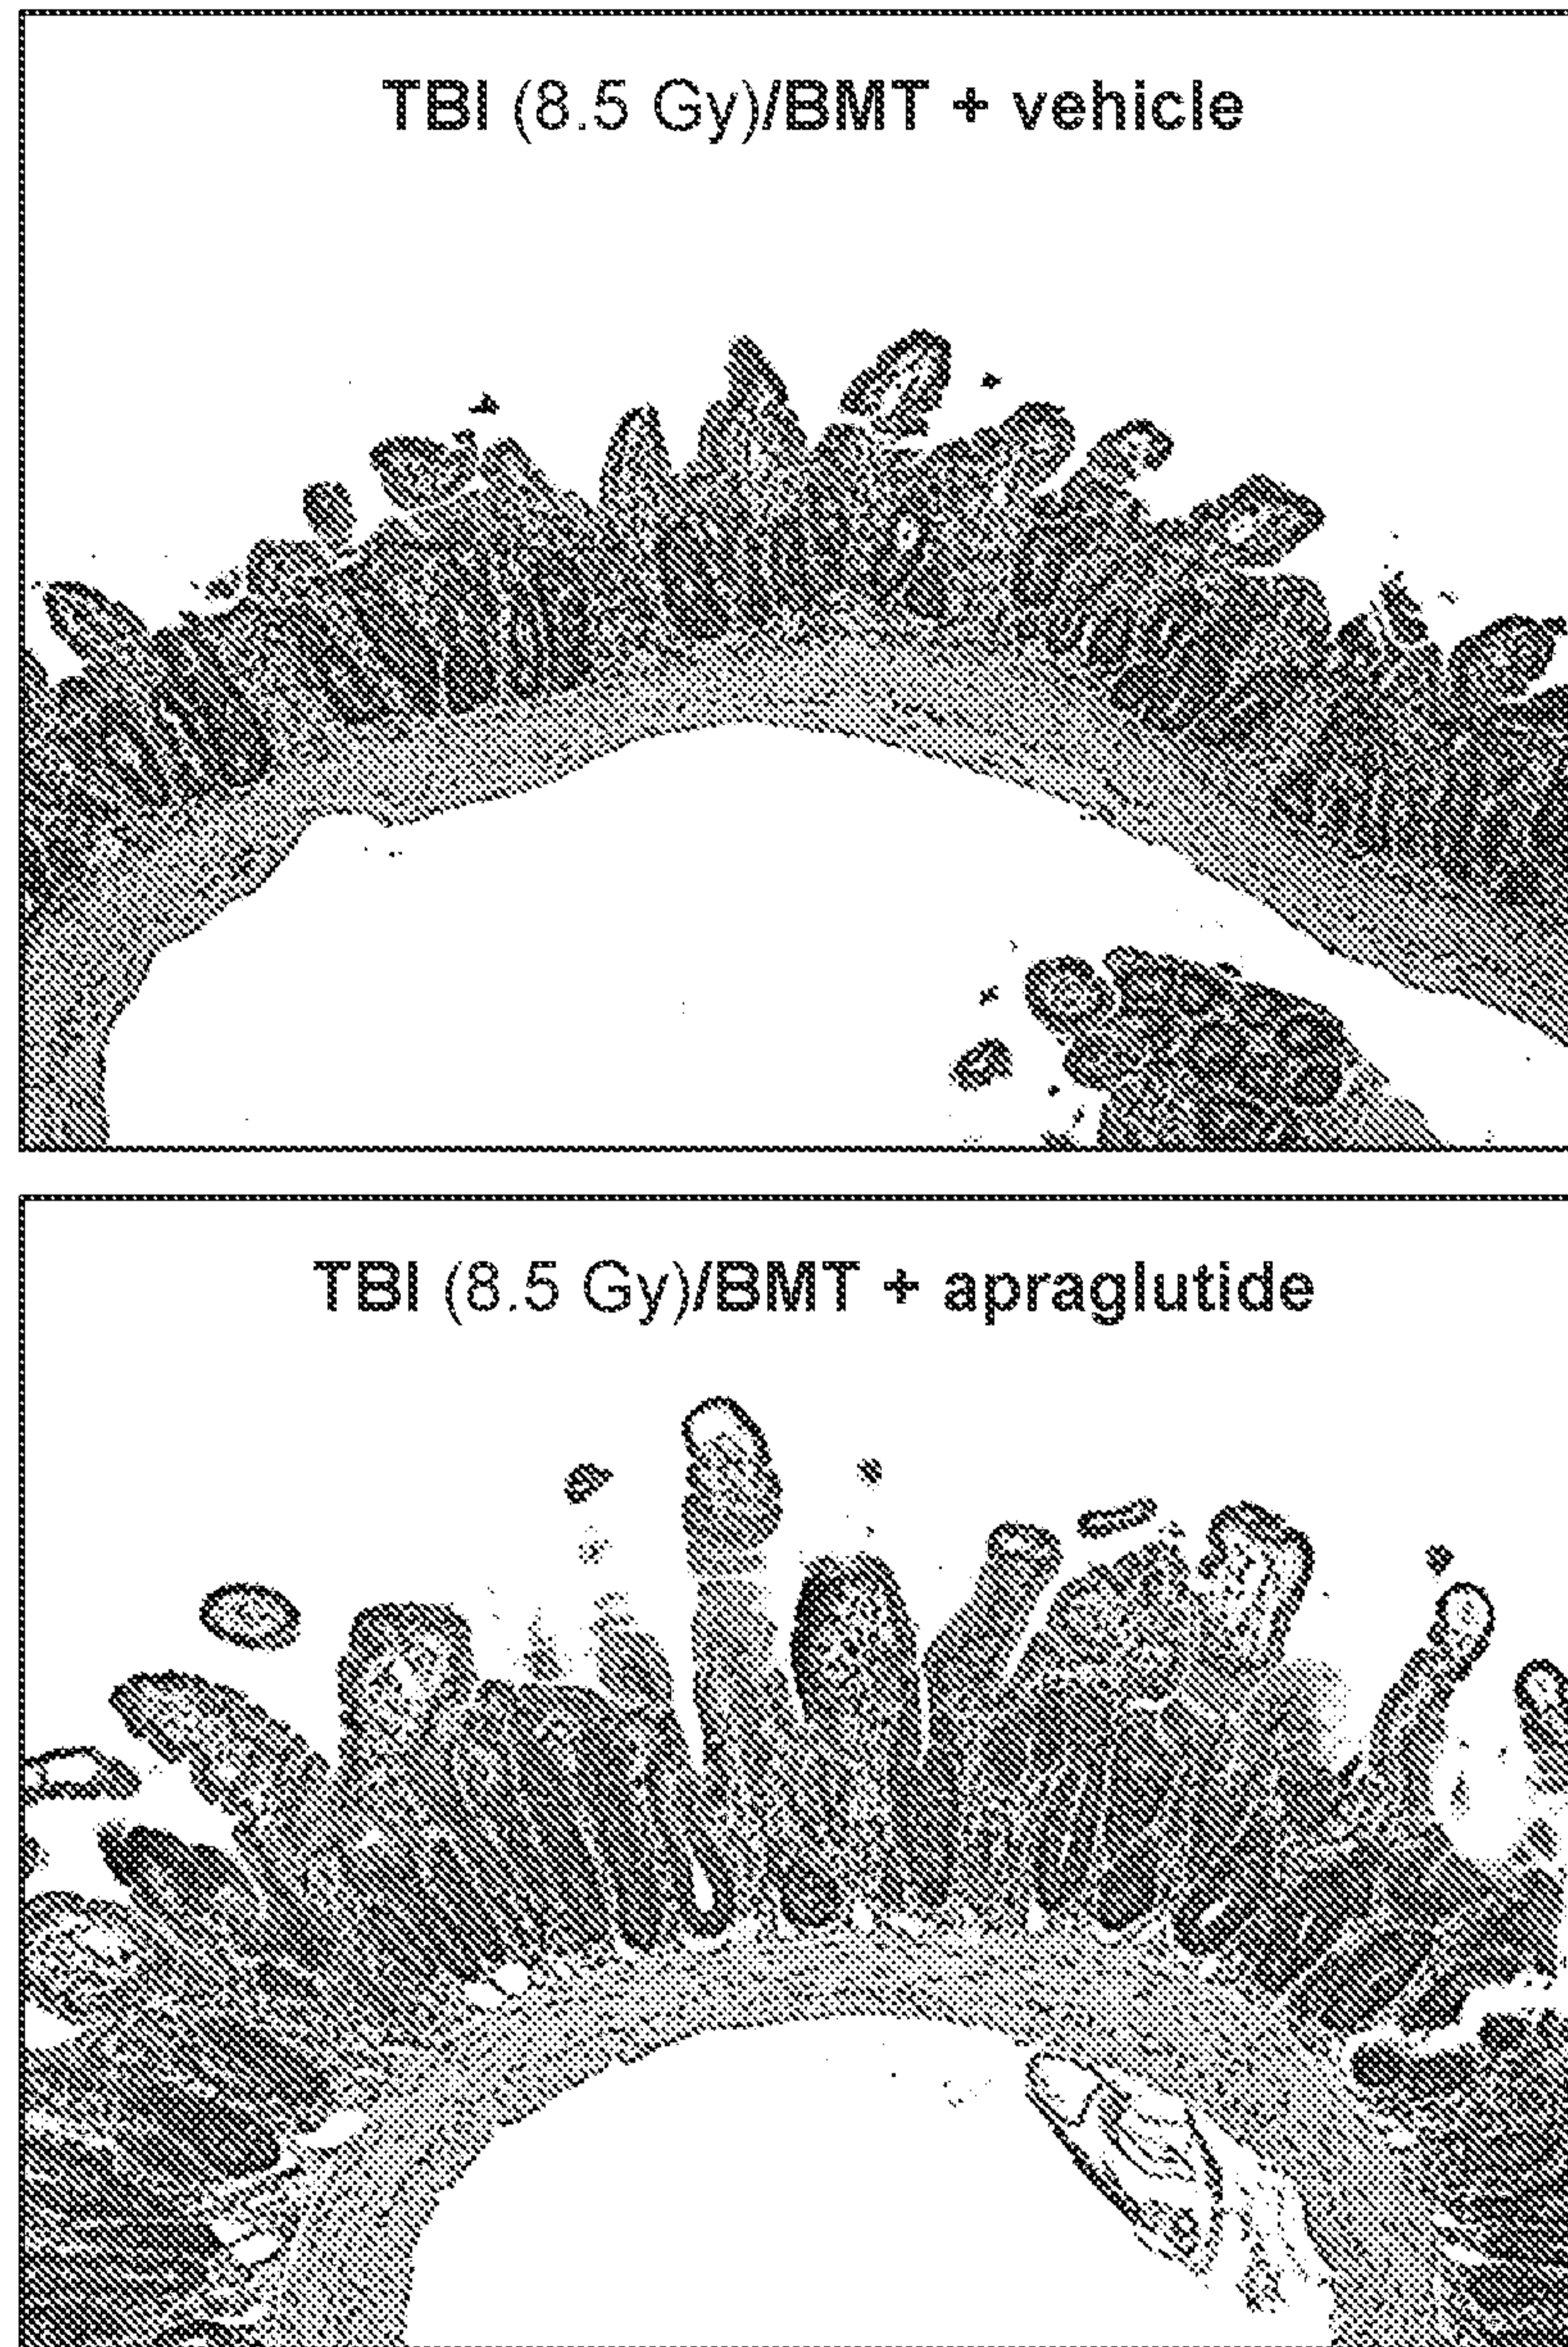 TBI (8.5 Gy)/BMT + vehicle
TBI (8.5 Gy)/BMT + apraglutide